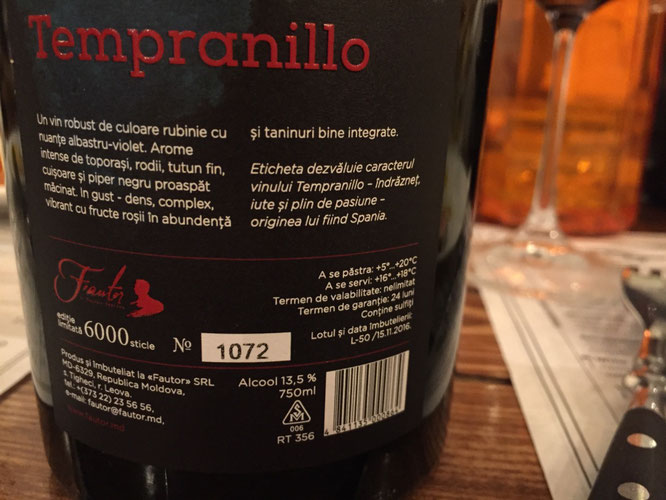 Tempranillo
Un vin robust de culoare rubinie cu
nuanțe albastru-violet. Arome
intense de toporași, rodii, tutun fin,
cuișoare și piper negru proaspăt
măcinat. In gust - dens, complex,
vibrant cu fructe roșii în abundență
și taninuri bine integrate.
Eticheta dezvăluie caracterul
vinului Tempranillo - îndrăzneț,
iute și plin de pasiune -
originea lui fiind Spania.
Fautor
ediție
limitată 6000 sticle
№ 1072
Produs și îmbuteliat la «Fautor» SRL
MD-6329, Republica Moldova,
s. Tigheci, r. Leova.
tel.: +(373 22) 23 56 56,
e-mail: fautor@fautor.md,
www.fautor.md
A se păstra: +5°...+20°C
A se servi: +16°...+18°C
Termen de valabilitate: nelimitat
Termen de garanție: 24 luni
Conține sulfiți
Lotul și data îmbutelierii:
L-50 /15.11.2016.
Alcool 13,5 %
750ml
006
RT 356